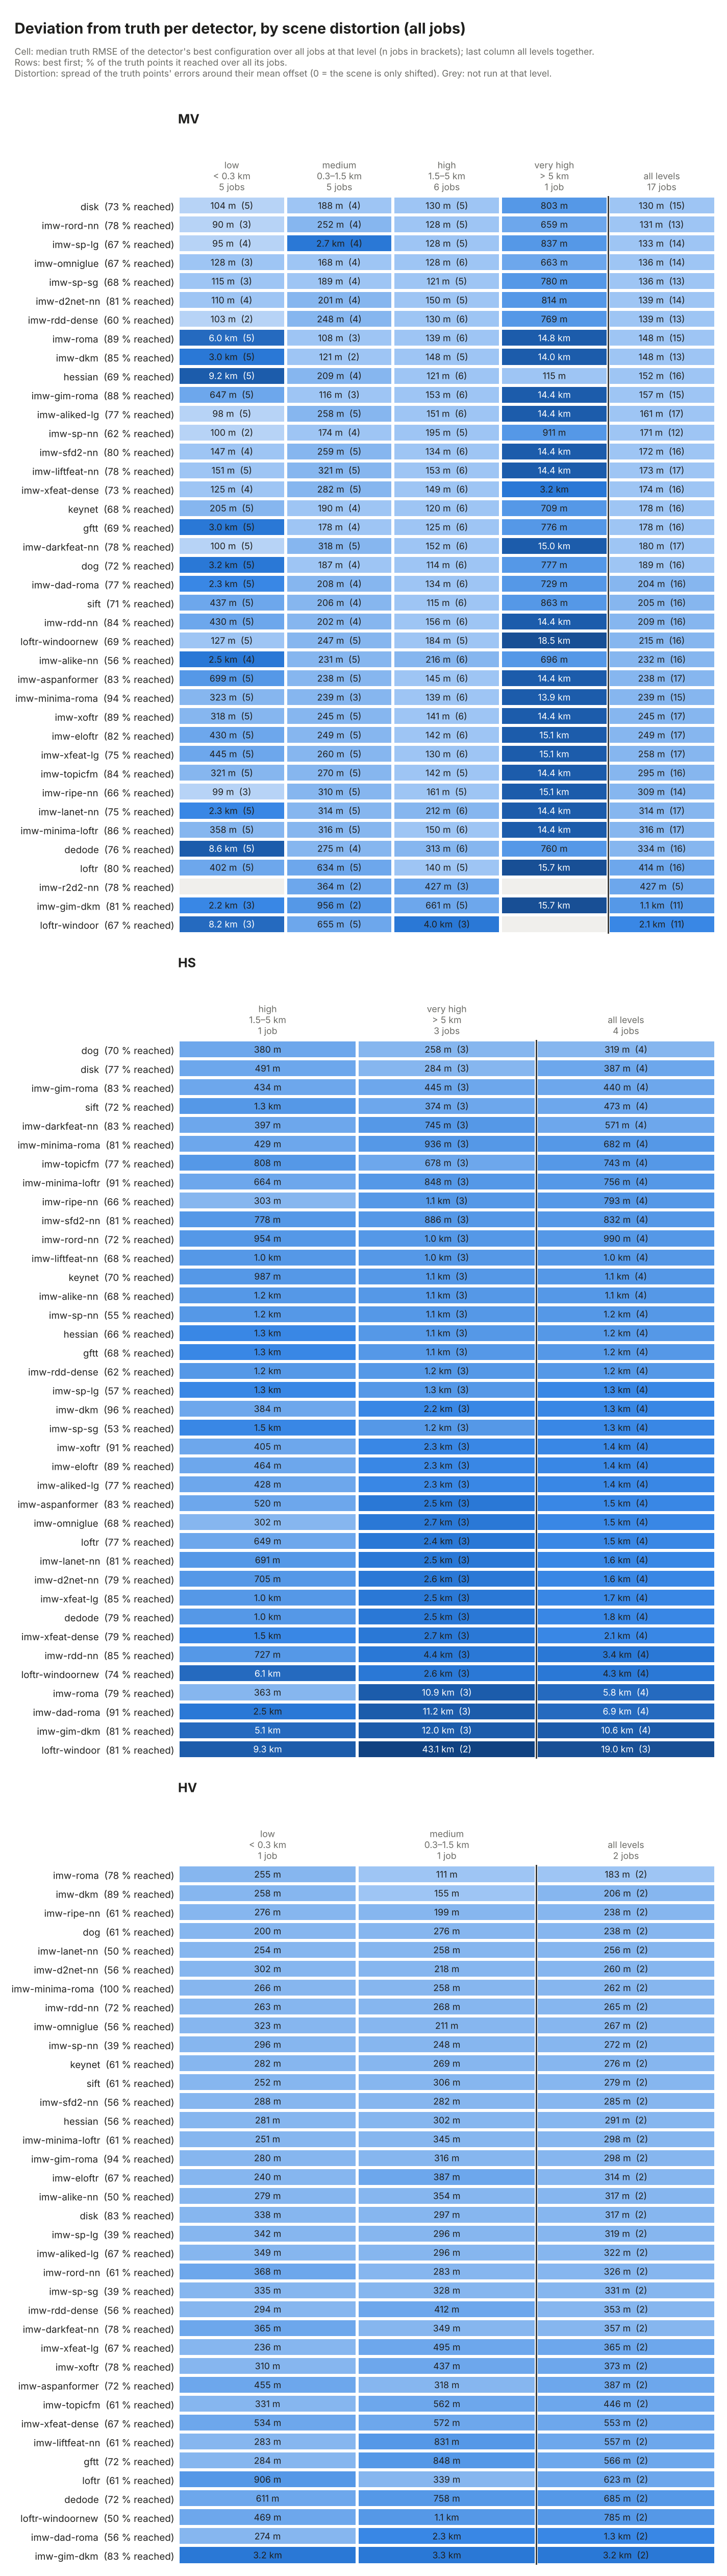 Deviation from truth per detector, by scene distortion (all jobs)
Cell: median truth RMSE of the detector's best configuration over all jobs at that level (n jobs in brackets); last column all levels together.
Rows: best first; % of the truth points it reached over all its jobs.
Distortion: spread of the truth points' errors around their mean offset (0 = the scene is only shifted). Grey: not run at that level.
MV
low medium high very high
< 0.3 km 0.3–1.5 km 1.5–5 km > 5 km all levels
5 jobs 5 jobs 6 jobs 1 job 17 jobs
disk (73 % reached) 104 m (5) 188 m (4) 130 m (5) 803 m 130 m (15)
imw-rord-nn (78 % reached) 90 m (3) 252 m (4) 128 m (5) 659 m 131 m (13)
imw-sp-lg (67 % reached) 95 m (4) 2.7 km (4) 128 m (5) 837 m 133 m (14)
imw-omniglue (67 % reached) 128 m (3) 168 m (4) 128 m (6) 663 m 136 m (14)
imw-sp-sg (68 % reached) 115 m (3) 189 m (4) 121 m (5) 780 m 136 m (13)
imw-d2net-nn (81 % reached) 110 m (4) 201 m (4) 150 m (5) 814 m 139 m (14)
imw-rdd-dense (60 % reached) 103 m (2) 248 m (4) 130 m (6) 769 m 139 m (13)
imw-roma (89 % reached) 6.0 km (5) 108 m (3) 139 m (6) 14.8 km 148 m (15)
imw-dkm (85 % reached) 3.0 km (5) 121 m (2) 148 m (5) 14.0 km 148 m (13)
hessian (69 % reached) 9.2 km (5) 209 m (4) 121 m (6) 115 m 152 m (16)
imw-gim-roma (88 % reached) 647 m (5) 116 m (3) 153 m (6) 14.4 km 157 m (15)
imw-aliked-lg (77 % reached) 98 m (5) 258 m (5) 151 m (6) 14.4 km 161 m (17)
imw-sp-nn (62 % reached) 100 m (2) 174 m (4) 195 m (5) 911 m 171 m (12)
imw-sfd2-nn (80 % reached) 147 m (4) 259 m (5) 134 m (6) 14.4 km 172 m (16)
imw-liftfeat-nn (78 % reached) 151 m (5) 321 m (5) 153 m (6) 14.4 km 173 m (17)
imw-xfeat-dense (73 % reached) 125 m (4) 282 m (5) 149 m (6) 3.2 km 174 m (16)
keynet (68 % reached) 205 m (5) 190 m (4) 120 m (6) 709 m 178 m (16)
gftt (69 % reached) 3.0 km (5) 178 m (4) 125 m (6) 776 m 178 m (16)
imw-darkfeat-nn (78 % reached) 100 m (5) 318 m (5) 152 m (6) 15.0 km 180 m (17)
dog (72 % reached) 3.2 km (5) 187 m (4) 114 m (6) 777 m 189 m (16)
imw-dad-roma (77 % reached) 2.3 km (5) 208 m (4) 134 m (6) 729 m 204 m (16)
sift (71 % reached) 437 m (5) 206 m (4) 115 m (6) 863 m 205 m (16)
imw-rdd-nn (84 % reached) 430 m (5) 202 m (4) 156 m (6) 14.4 km 209 m (16)
loftr-windoornew (69 % reached) 127 m (5) 247 m (5) 184 m (5) 18.5 km 215 m (16)
imw-alike-nn (56 % reached) 2.5 km (4) 231 m (5) 216 m (6) 696 m 232 m (16)
imw-aspanformer (83 % reached) 699 m (5) 238 m (5) 145 m (6) 14.4 km 238 m (17)
imw-minima-roma (94 % reached) 323 m (5) 239 m (3) 139 m (6) 13.9 km 239 m (15)
imw-xoftr (89 % reached) 318 m (5) 245 m (5) 141 m (6) 14.4 km 245 m (17)
imw-eloftr (82 % reached) 430 m (5) 249 m (5) 142 m (6) 15.1 km 249 m (17)
imw-xfeat-lg (75 % reached) 445 m (5) 260 m (5) 130 m (6) 15.1 km 258 m (17)
imw-topicfm (84 % reached) 321 m (5) 270 m (5) 142 m (5) 14.4 km 295 m (16)
imw-ripe-nn (66 % reached) 99 m (3) 310 m (5) 161 m (5) 15.1 km 309 m (14)
imw-lanet-nn (75 % reached) 2.3 km (5) 314 m (5) 212 m (6) 14.4 km 314 m (17)
imw-minima-loftr (86 % reached) 358 m (5) 316 m (5) 150 m (6) 14.4 km 316 m (17)
dedode (76 % reached) 8.6 km (5) 275 m (4) 313 m (6) 760 m 334 m (16)
loftr (80 % reached) 402 m (5) 634 m (5) 140 m (5) 15.7 km 414 m (16)
imw-r2d2-nn (78 % reached) 364 m (2) 427 m (3) 427 m (5)
imw-gim-dkm (81 % reached) 2.2 km (3) 956 m (2) 661 m (5) 15.7 km 1.1 km (11)
loftr-windoor (67 % reached) 8.2 km (3) 655 m (5) 4.0 km (3) 2.1 km (11)
HS
high very high
1.5–5 km > 5 km all levels
1 job 3 jobs 4 jobs
dog (70 % reached) 380 m 258 m (3) 319 m (4)
disk (77 % reached) 491 m 284 m (3) 387 m (4)
imw-gim-roma (83 % reached) 434 m 445 m (3) 440 m (4)
sift (72 % reached) 1.3 km 374 m (3) 473 m (4)
imw-darkfeat-nn (83 % reached) 397 m 745 m (3) 571 m (4)
imw-minima-roma (81 % reached) 429 m 936 m (3) 682 m (4)
imw-topicfm (77 % reached) 808 m 678 m (3) 743 m (4)
imw-minima-loftr (91 % reached) 664 m 848 m (3) 756 m (4)
imw-ripe-nn (66 % reached) 303 m 1.1 km (3) 793 m (4)
imw-sfd2-nn (81 % reached) 778 m 886 m (3) 832 m (4)
imw-rord-nn (72 % reached) 954 m 1.0 km (3) 990 m (4)
imw-liftfeat-nn (68 % reached) 1.0 km 1.0 km (3) 1.0 km (4)
keynet (70 % reached) 987 m 1.1 km (3) 1.1 km (4)
imw-alike-nn (68 % reached) 1.2 km 1.1 km (3) 1.1 km (4)
imw-sp-nn (55 % reached) 1.2 km 1.1 km (3) 1.2 km (4)
hessian (66 % reached) 1.3 km 1.1 km (3) 1.2 km (4)
gftt (68 % reached) 1.3 km 1.1 km (3) 1.2 km (4)
imw-rdd-dense (62 % reached) 1.2 km 1.2 km (3) 1.2 km (4)
imw-sp-lg (57 % reached) 1.3 km 1.3 km (3) 1.3 km (4)
imw-dkm (96 % reached) 384 m 2.2 km (3) 1.3 km (4)
imw-sp-sg (53 % reached) 1.5 km 1.2 km (3) 1.3 km (4)
imw-xoftr (91 % reached) 405 m 2.3 km (3) 1.4 km (4)
imw-eloftr (89 % reached) 464 m 2.3 km (3) 1.4 km (4)
imw-aliked-lg (77 % reached) 428 m 2.3 km (3) 1.4 km (4)
imw-aspanformer (83 % reached) 520 m 2.5 km (3) 1.5 km (4)
imw-omniglue (68 % reached) 302 m 2.7 km (3) 1.5 km (4)
loftr (77 % reached) 649 m 2.4 km (3) 1.5 km (4)
imw-lanet-nn (81 % reached) 691 m 2.5 km (3) 1.6 km (4)
imw-d2net-nn (79 % reached) 705 m 2.6 km (3) 1.6 km (4)
imw-xfeat-lg (85 % reached) 1.0 km 2.5 km (3) 1.7 km (4)
dedode (79 % reached) 1.0 km 2.5 km (3) 1.8 km (4)
imw-xfeat-dense (79 % reached) 1.5 km 2.7 km (3) 2.1 km (4)
imw-rdd-nn (85 % reached) 727 m 4.4 km (3) 3.4 km (4)
loftr-windoornew (74 % reached) 6.1 km 2.6 km (3) 4.3 km (4)
imw-roma (79 % reached) 363 m 10.9 km (3) 5.8 km (4)
imw-dad-roma (91 % reached) 2.5 km 11.2 km (3) 6.9 km (4)
imw-gim-dkm (81 % reached) 5.1 km 12.0 km (3) 10.6 km (4)
loftr-windoor (81 % reached) 9.3 km 43.1 km (2) 19.0 km (3)
HV
low medium
< 0.3 km 0.3–1.5 km all levels
1 job 1 job 2 jobs
imw-roma (78 % reached) 255 m 111 m 183 m (2)
imw-dkm (89 % reached) 258 m 155 m 206 m (2)
imw-ripe-nn (61 % reached) 276 m 199 m 238 m (2)
dog (61 % reached) 200 m 276 m 238 m (2)
imw-lanet-nn (50 % reached) 254 m 258 m 256 m (2)
imw-d2net-nn (56 % reached) 302 m 218 m 260 m (2)
imw-minima-roma (100 % reached) 266 m 258 m 262 m (2)
imw-rdd-nn (72 % reached) 263 m 268 m 265 m (2)
imw-omniglue (56 % reached) 323 m 211 m 267 m (2)
imw-sp-nn (39 % reached) 296 m 248 m 272 m (2)
keynet (61 % reached) 282 m 269 m 276 m (2)
sift (61 % reached) 252 m 306 m 279 m (2)
imw-sfd2-nn (56 % reached) 288 m 282 m 285 m (2)
hessian (56 % reached) 281 m 302 m 291 m (2)
imw-minima-loftr (61 % reached) 251 m 345 m 298 m (2)
imw-gim-roma (94 % reached) 280 m 316 m 298 m (2)
imw-eloftr (67 % reached) 240 m 387 m 314 m (2)
imw-alike-nn (50 % reached) 279 m 354 m 317 m (2)
disk (83 % reached) 338 m 297 m 317 m (2)
imw-sp-lg (39 % reached) 342 m 296 m 319 m (2)
imw-aliked-lg (67 % reached) 349 m 296 m 322 m (2)
imw-rord-nn (61 % reached) 368 m 283 m 326 m (2)
imw-sp-sg (39 % reached) 335 m 328 m 331 m (2)
imw-rdd-dense (56 % reached) 294 m 412 m 353 m (2)
imw-darkfeat-nn (78 % reached) 365 m 349 m 357 m (2)
imw-xfeat-lg (67 % reached) 236 m 495 m 365 m (2)
imw-xoftr (78 % reached) 310 m 437 m 373 m (2)
imw-aspanformer (72 % reached) 455 m 318 m 387 m (2)
imw-topicfm (61 % reached) 331 m 562 m 446 m (2)
imw-xfeat-dense (67 % reached) 534 m 572 m 553 m (2)
imw-liftfeat-nn (61 % reached) 283 m 831 m 557 m (2)
gftt (72 % reached) 284 m 848 m 566 m (2)
loftr (61 % reached) 906 m 339 m 623 m (2)
dedode (72 % reached) 611 m 758 m 685 m (2)
loftr-windoornew (50 % reached) 469 m 1.1 km 785 m (2)
imw-dad-roma (56 % reached) 274 m 2.3 km 1.3 km (2)
imw-gim-dkm (83 % reached) 3.2 km 3.3 km 3.2 km (2)